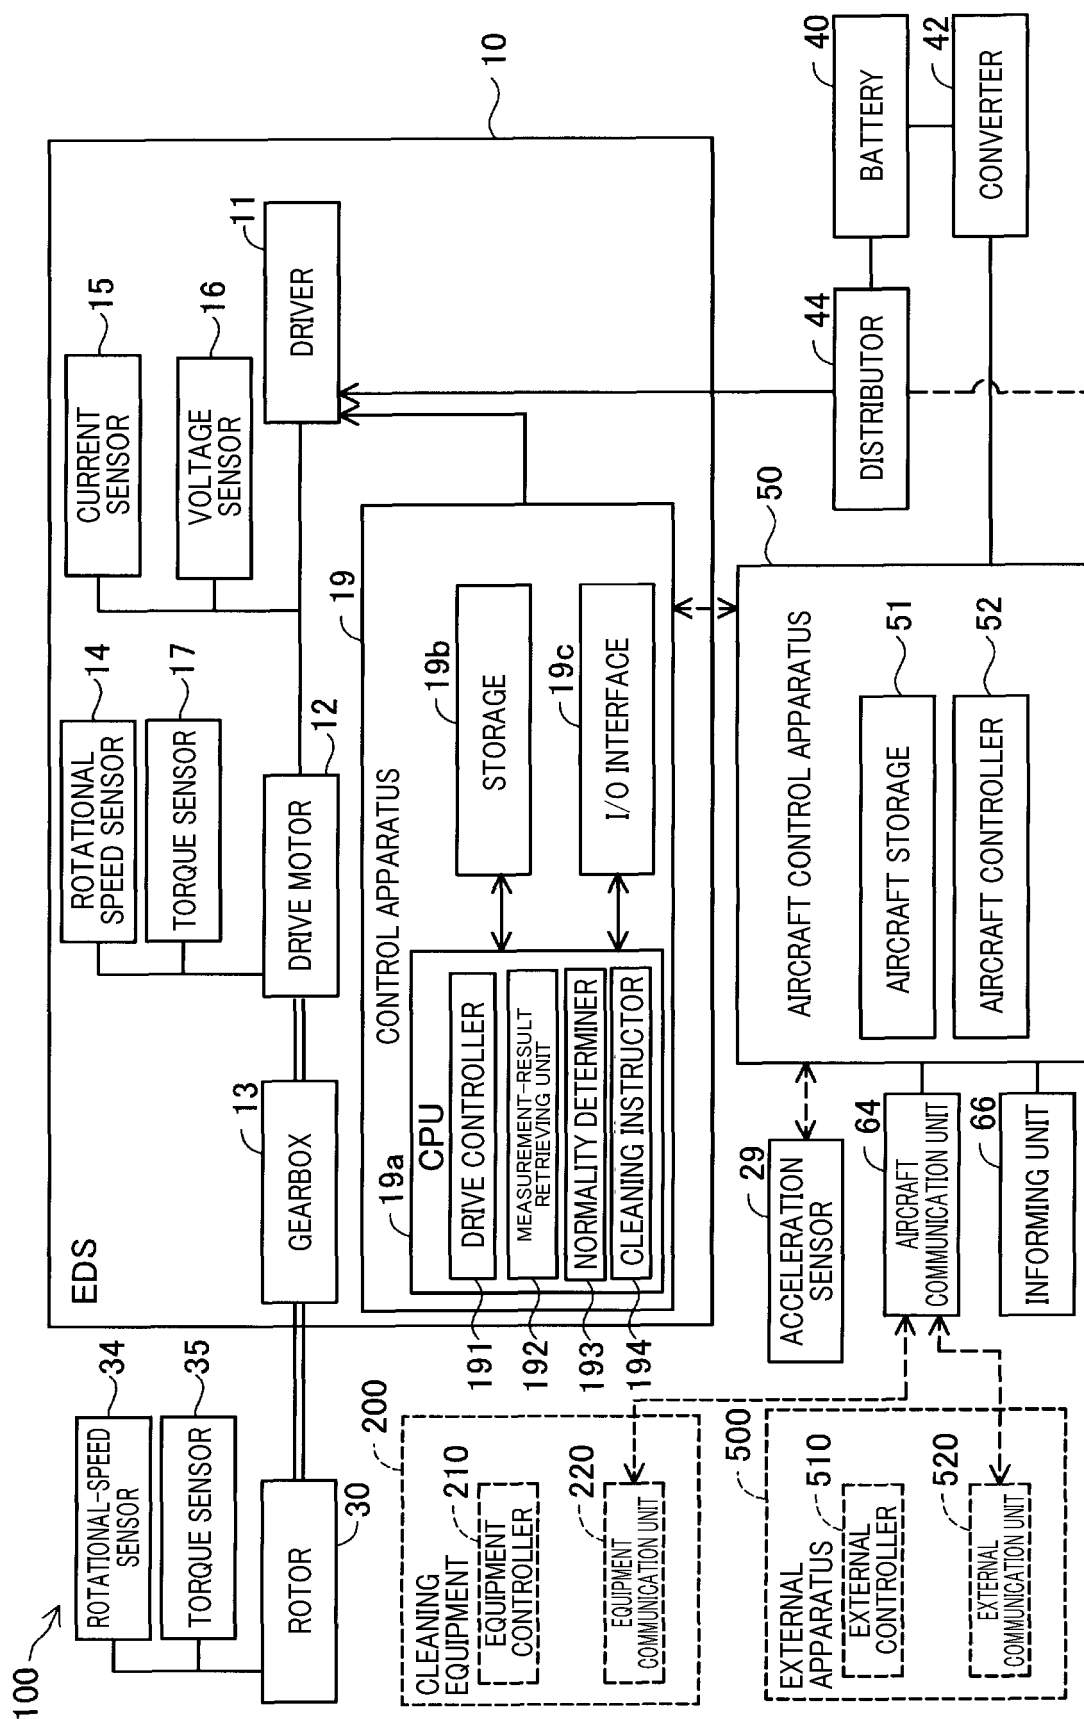 100
34
ROTATIONAL-SPEED
SENSOR
35
TORQUE SENSOR
30
ROTOR
EDS
10
14
ROTATIONAL
SPEED SENSOR
17
TORQUE SENSOR
15
CURRENT
SENSOR
16
VOLTAGE
SENSOR
13
GEARBOX
12
DRIVE MOTOR
11
DRIVER
19
CONTROL APPARATUS
19a
CPU
191
DRIVE CONTROLLER
192
MEASUREMENT-RESULT
RETRIEVING UNIT
193
NORMALITY DETERMINER
194
CLEANING INSTRUCTOR
19b
STORAGE
19c
I/O INTERFACE
200
CLEANING
EQUIPMENT
210
EQUIPMENT
CONTROLLER
220
EQUIPMENT
COMMUNICATION UNIT
500
EXTERNAL
APPARATUS
510
EXTERNAL
CONTROLLER
520
EXTERNAL
COMMUNICATION UNIT
29
ACCELERATION
SENSOR
64
AIRCRAFT
COMMUNICATION UNIT
66
INFORMING UNIT
50
AIRCRAFT CONTROL APPARATUS
51
AIRCRAFT STORAGE
52
AIRCRAFT CONTROLLER
44
DISTRIBUTOR
40
BATTERY
42
CONVERTER